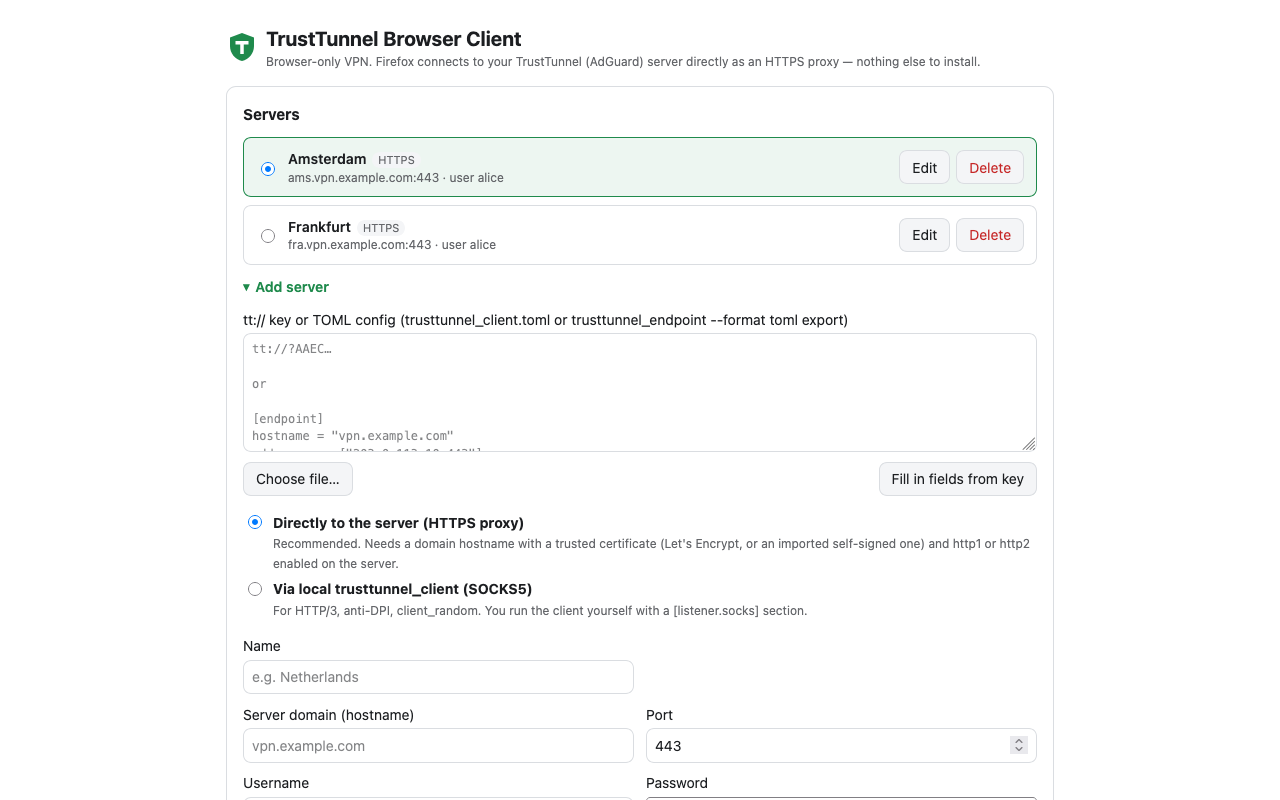 TrustTunnel Browser Client
Browser-only VPN. Firefox connects to your TrustTunnel (AdGuard) server directly as an HTTPS proxy — nothing else to install.
Servers
Amsterdam HTTPS
ams.vpn.example.com:443 · user alice
Edit
Delete
Frankfurt HTTPS
fra.vpn.example.com:443 · user alice
Edit
Delete
▾ Add server
tt:// key or TOML config (trusttunnel_client.toml or trusttunnel_endpoint --format toml export)
tt://?AAEC…
or
[endpoint]
hostname = "vpn.example.com"
Choose file…
Fill in fields from key
Directly to the server (HTTPS proxy)
Recommended. Needs a domain hostname with a trusted certificate (Let's Encrypt, or an imported self-signed one) and http1 or http2
enabled on the server.
Via local trusttunnel_client (SOCKS5)
For HTTP/3, anti-DPI, client_random. You run the client yourself with a [listener.socks] section.
Name
e.g. Netherlands
Server domain (hostname)
Port
vpn.example.com
443
Username
Password